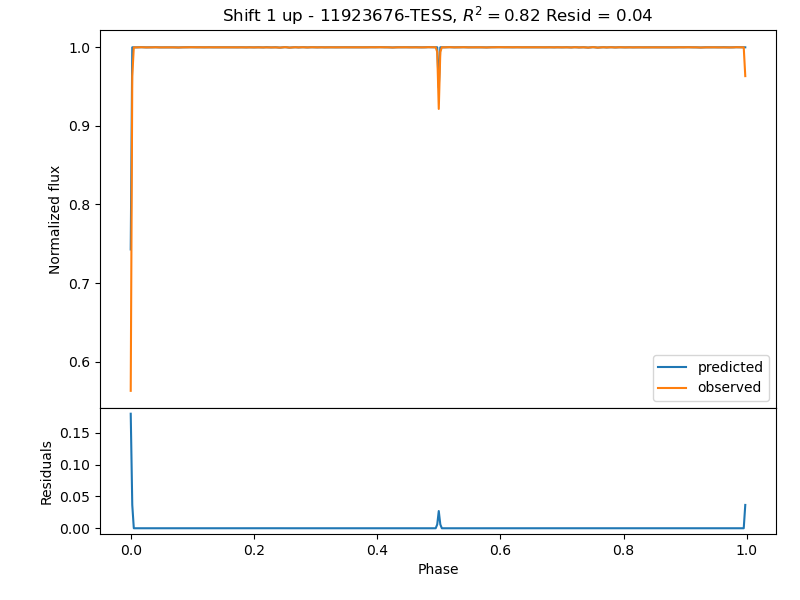 Shift 1 up - 11923676-TESS, $R^2 = 0.82$ Resid = 0.04
1.0
0.9
0.8
0.7
0.6
Normalized flux
predicted
observed
0.15
0.10
0.05
0.00
Residuals
0.0 0.2 0.4 0.6 0.8 1.0
Phase